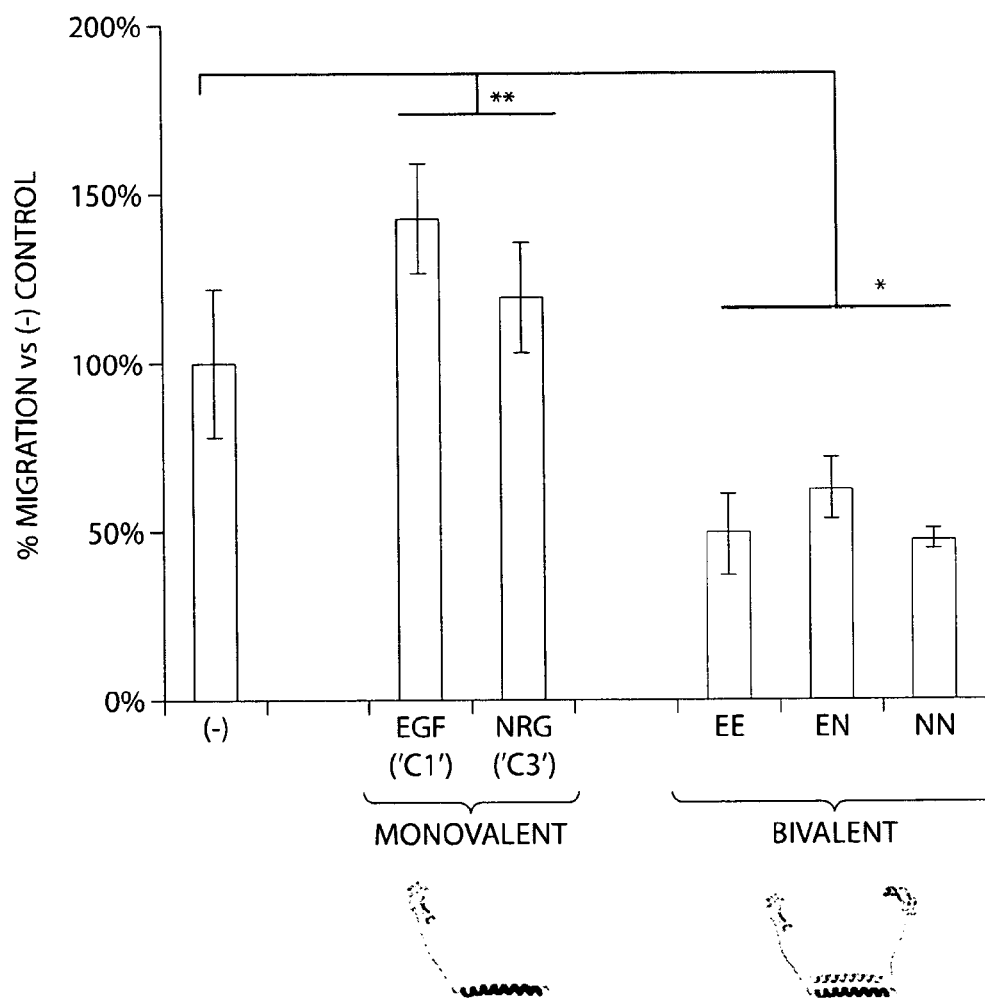 200%
150%
100%
50%
0%
% MIGRATION vs (-) CONTROL
**
*
(-)
EGF
('C1')
NRG
('C3')
EE
EN
NN
MONOVALENT
BIVALENT